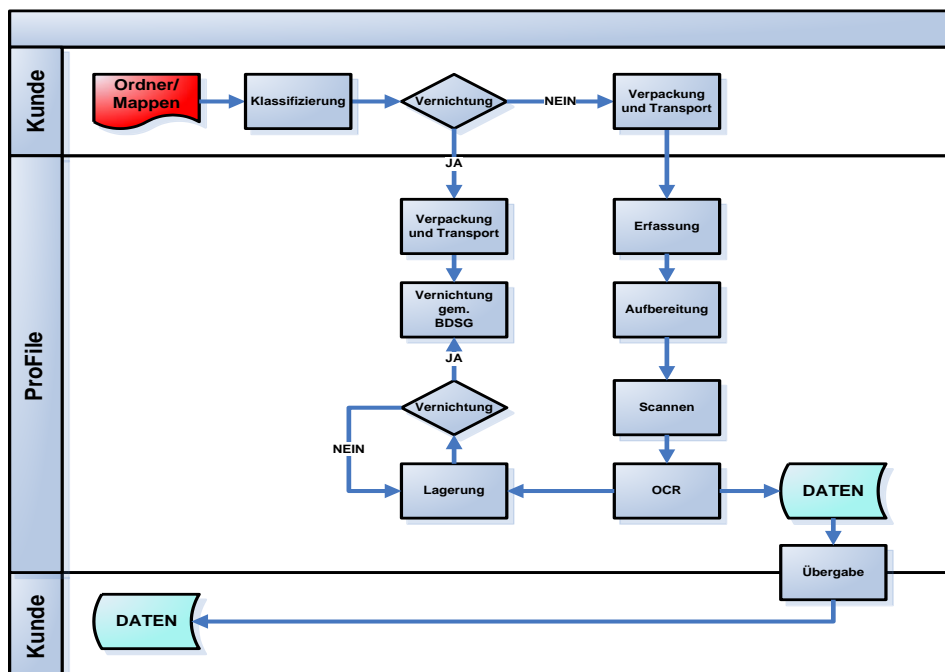 Kunde
Ordner/
Mappen
Klassifizierung
Vernichtung
NEIN
Verpackung
und Transport
JA
ProFile
Verpackung
und Transport
Erfassung
Vernichtung
gem.
BDSG
Aufbereitung
JA
Vernichtung
Scannen
NEIN
Lagerung
OCR
DATEN
Übergabe
Kunde
DATEN